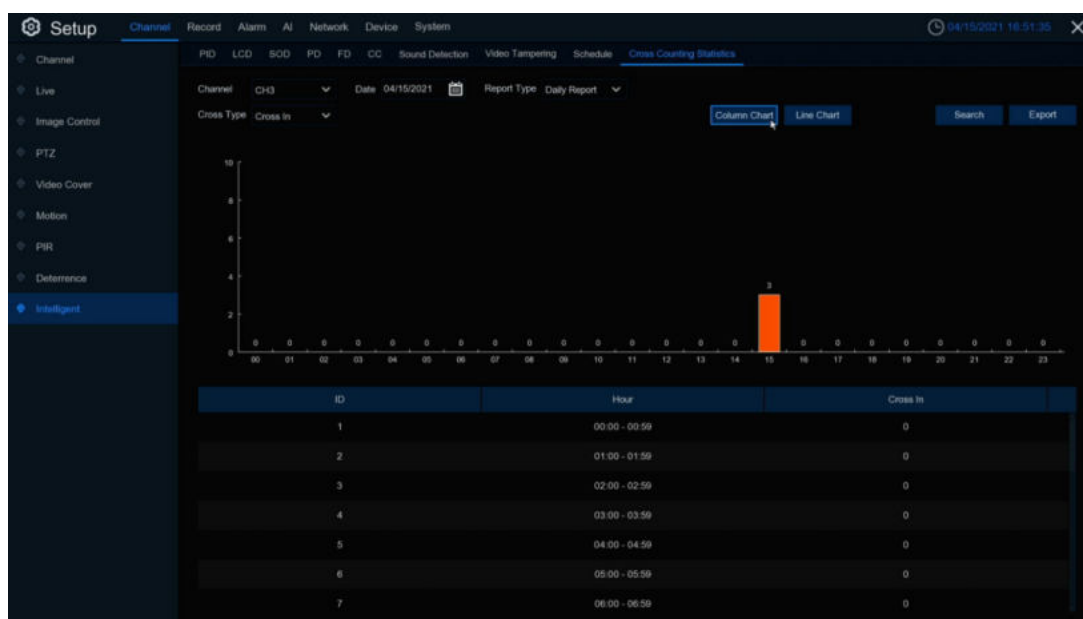 Setup Channel Record Alarm AI Network Device System 04/15/2021 16:51:35
PID LCD SOD PD FD CC Sound Detection Video Tampering Schedule Cross Counting Statistics
Channel
Live
Image Control
PTZ
Video Cover
Motion
PIR
Deterrence
Intelligent
Channel CH3 Date 04/15/2021 Report Type Daily Report
Cross Type Cross In Column Chart Line Chart Search Export
10
8
6
4
2
0
3
0 0 0 0 0 0 0 0 0 0 0 0 0 0 0 0 0 0 0 0 0 0 0
00 01 02 03 04 05 06 07 08 09 10 11 12 13 14 15 16 17 18 19 20 21 22 23
ID Hour Cross In
1 00:00 - 00:59 0
2 01:00 - 01:59 0
3 02:00 - 02:59 0
4 03:00 - 03:59 0
5 04:00 - 04:59 0
6 05:00 - 05:59 0
7 06:00 - 06:59 0